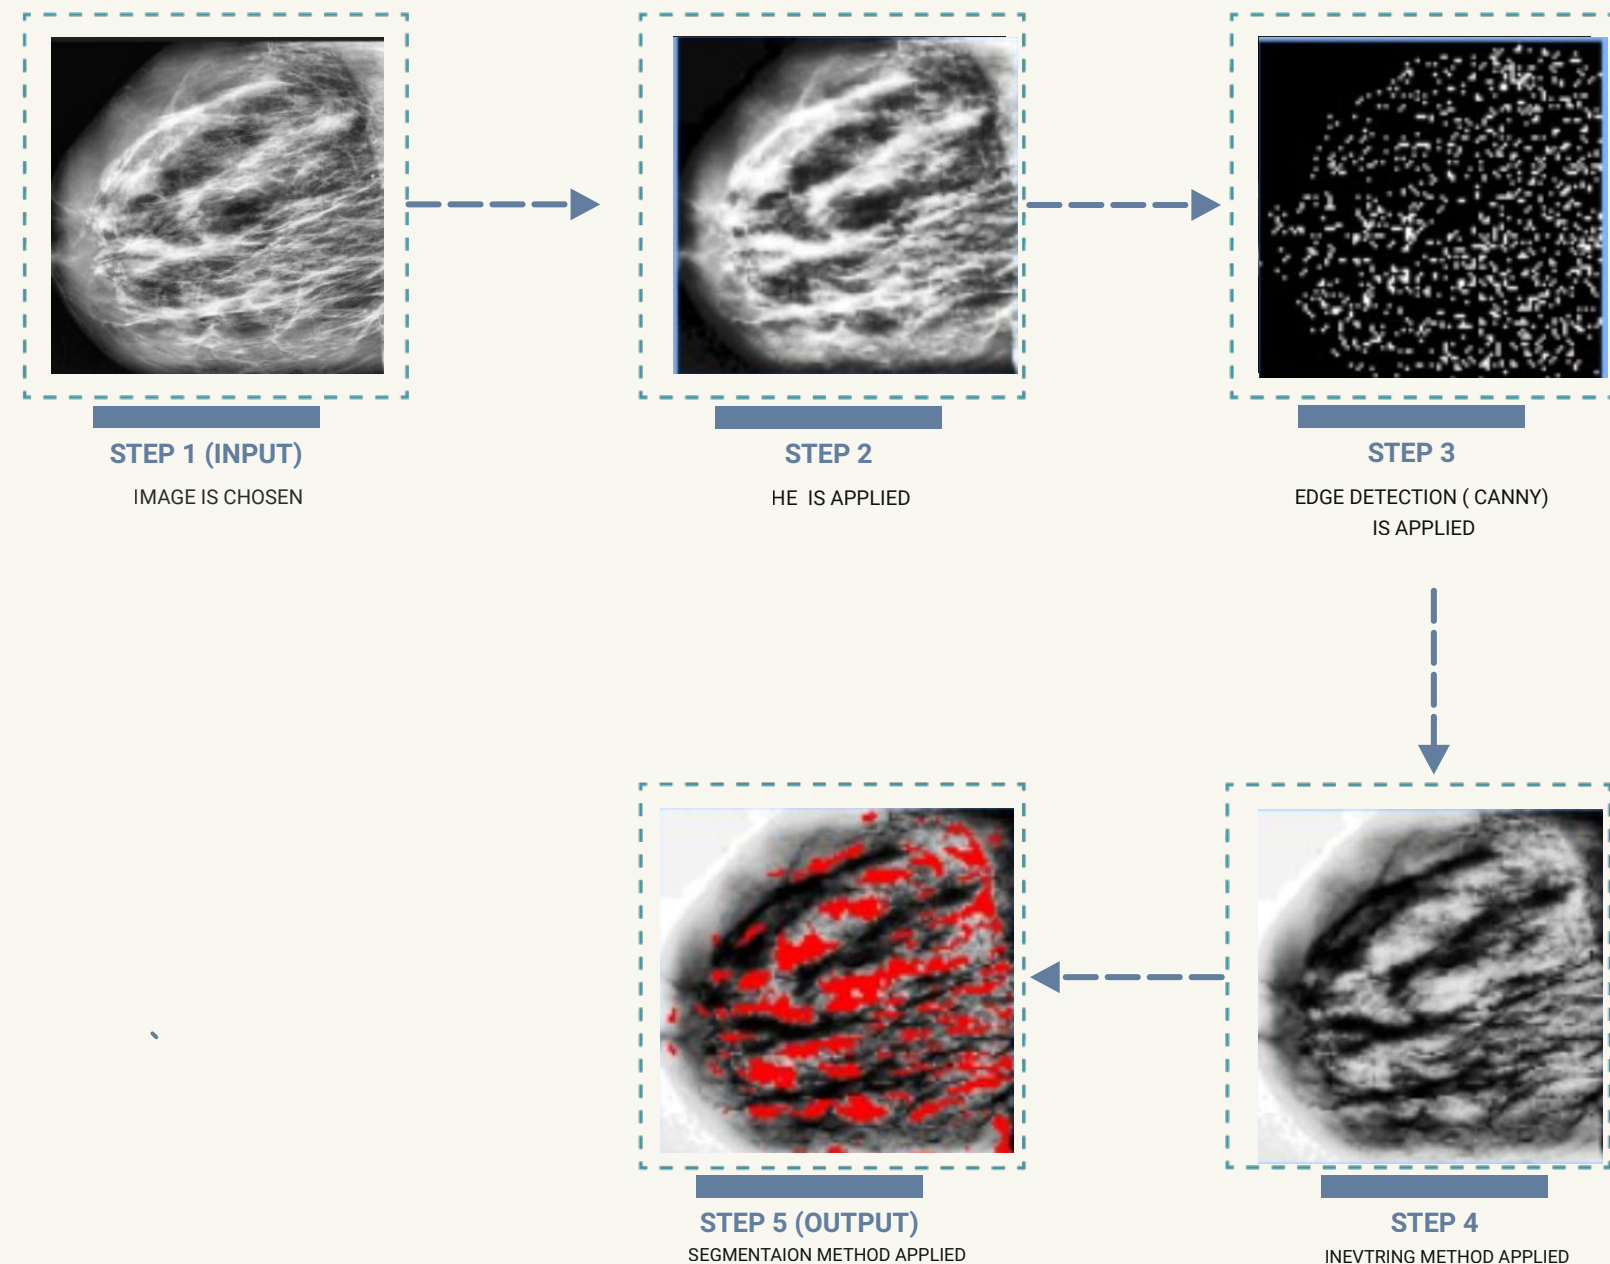 STEP 1 (INPUT)
IMAGE IS CHOSEN
STEP 2
HE IS APPLIED
STEP 3
EDGE DETECTION ( CANNY)
IS APPLIED
STEP 4
INEVTRING METHOD APPLIED
STEP 5 (OUTPUT)
SEGMENTAION METHOD APPLIED